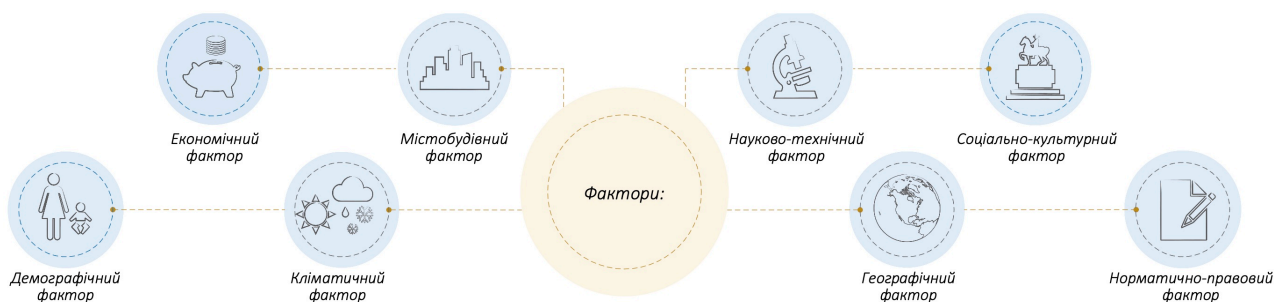 Економічний
фактор
Містобудівний
фактор
Науково-технічний
фактор
Соціально-культурний
фактор
Фактори:
Демографічний
фактор
Кліматичний
фактор
Географічний
фактор
Норматично-правовий
фактор